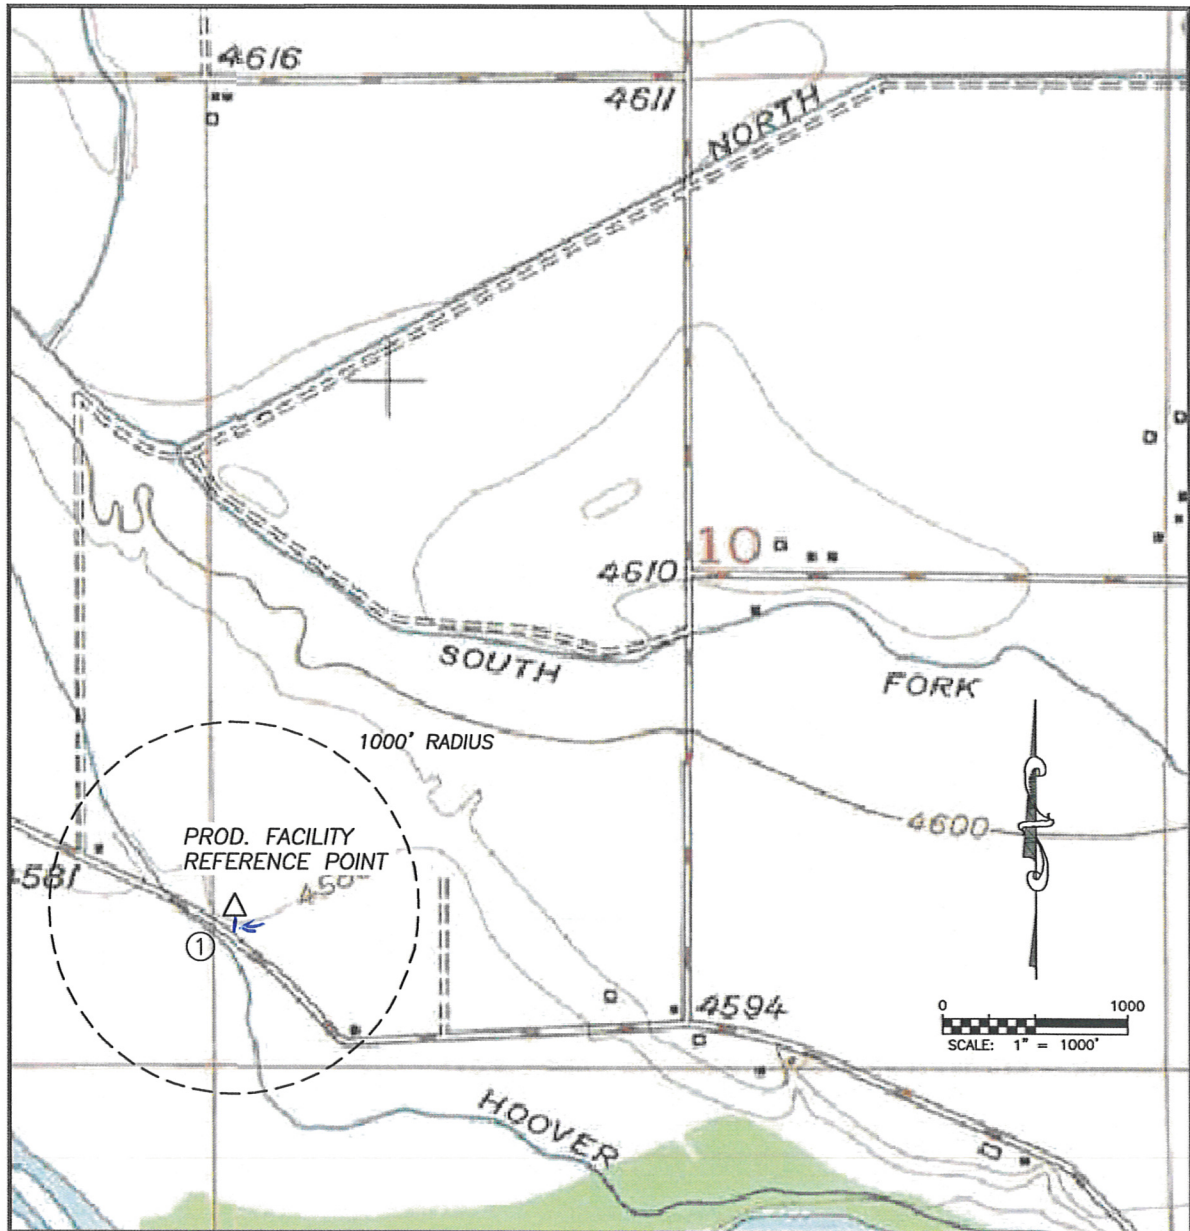 4616
4611
NORTH
10
4610
SOUTH
FORK
1000' RADIUS
4600
PROD. FACILITY
REFERENCE POINT
4581
1
4594
0 1000
SCALE: 1" = 1000'
HOOVER